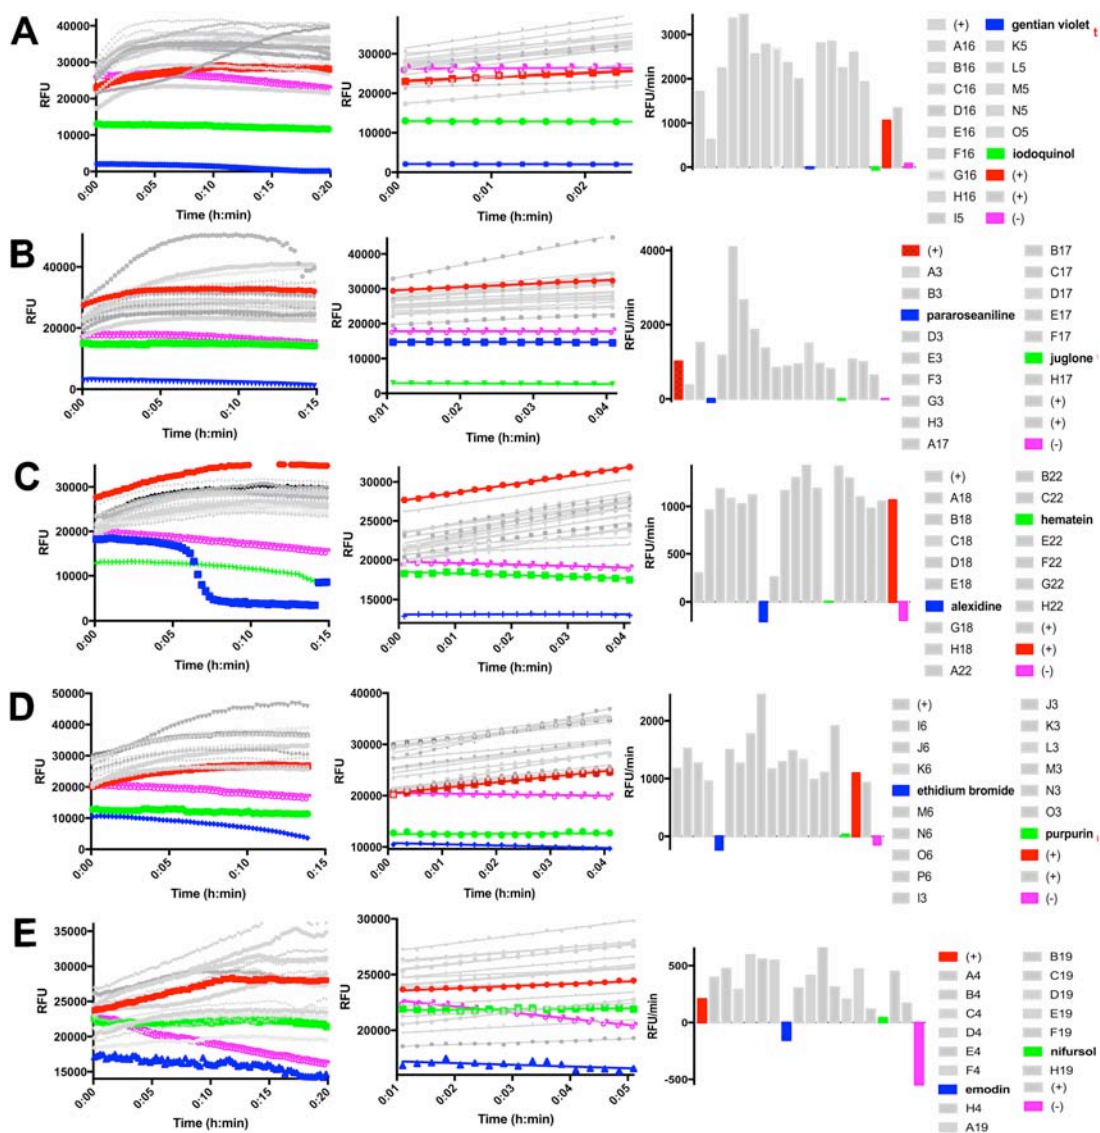 A
RFU
40000
30000
20000
10000
0
0:00
0:05
0:10
0:15
0:20
Time (h:min)
RFU
30000
20000
10000
0
0:00
0:01
0:02
Time (h:min)
RFU/min
3000
2000
1000
0
(+)
A16
B16
C16
D16
E16
F16
G16
H16
I5
gentian violet
t
K5
L5
M5
N5
O5
iodoquinol
(+)
(+)
(-)
B
RFU
40000
20000
0
0:00
0:05
0:10
0:15
Time (h:min)
RFU
40000
30000
20000
10000
0
0:01
0:02
0:03
0:04
Time (h:min)
RFU/min
4000
2000
0
(+)
A3
B3
pararoseaniline
D3
E3
F3
G3
H3
A17
B17
C17
D17
E17
F17
juglone
H17
(+)
(+)
(-)
C
RFU
30000
20000
10000
0
0:00
0:05
0:10
0:15
Time (h:min)
RFU
30000
25000
20000
15000
0:00
0:01
0:02
0:03
0:04
Time (h:min)
RFU/min
1000
500
0
(+)
A18
B18
C18
D18
E18
alexidine
G18
H18
A22
B22
C22
hematein
E22
F22
G22
H22
(+)
(+)
(-)
D
RFU
50000
40000
30000
20000
10000
0
0:00
0:05
0:10
0:15
Time (h:min)
RFU
40000
30000
20000
10000
0:00
0:01
0:02
0:03
0:04
Time (h:min)
RFU/min
2000
1000
0
(+)
I6
J6
K6
ethidium bromide
M6
N6
O6
P6
I3
J3
K3
L3
M3
N3
O3
purpurin
(+)
(+)
(-)
E
RFU
35000
30000
25000
20000
15000
0:00
0:05
0:10
0:15
0:20
Time (h:min)
RFU
30000
25000
20000
0:01
0:02
0:03
0:04
0:05
Time (h:min)
RFU/min
500
0
-500
(+)
A4
B4
C4
D4
E4
F4
emodin
H4
A19
B19
C19
D19
E19
F19
nifursol
H19
(+)
(-)